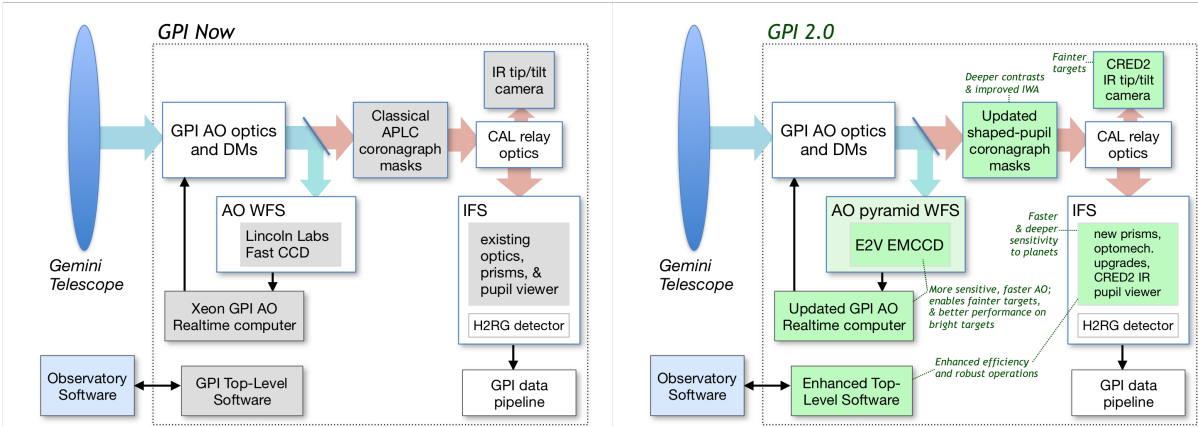 GPI Now
IR tip/tilt
camera
GPI AO optics
and DMs
Classical
APLC
coronagraph
masks
CAL relay
optics
AO WFS
Lincoln Labs
Fast CCD
IFS
existing
optics,
prisms, &
pupil viewer
H2RG detector
Gemini
Telescope
Xeon GPI AO
Realtime computer
Observatory
Software
GPI Top-Level
Software
GPI data
pipeline
GPI 2.0
Fainter
targets
CRED2
IR tip/tilt
camera
Deeper contrasts
& improved IWA
GPI AO optics
and DMs
Updated
shaped-pupil
coronagraph
masks
CAL relay
optics
AO pyramid WFS
E2V EMCCD
Faster
& deeper
sensitivity
to planets
IFS
new prisms,
optomech.
upgrades,
CRED2 IR
pupil viewer
H2RG detector
Gemini
Telescope
Updated GPI AO
Realtime computer
More sensitive, faster AO;
enables fainter targets,
& better performance on
bright targets
Enhanced efficiency
and robust operations
Observatory
Software
Enhanced Top-
Level Software
GPI data
pipeline